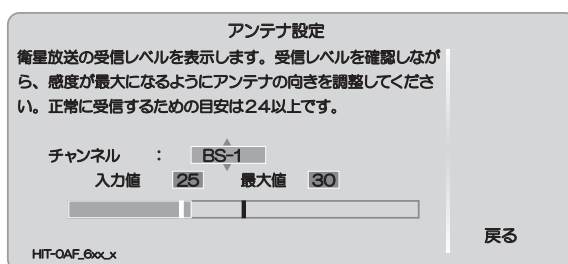 アンテナ設定
衛星放送の受信レベルを表示します。受信レベルを確認しなが
ら、感度が最大になるようにアンテナの向きを調整してくださ
い。正常に受信するための目安は24以上です。
チャンネル : BS-1
入力値 25 最大値 30
戻る
HIT-OAF_6xx_x